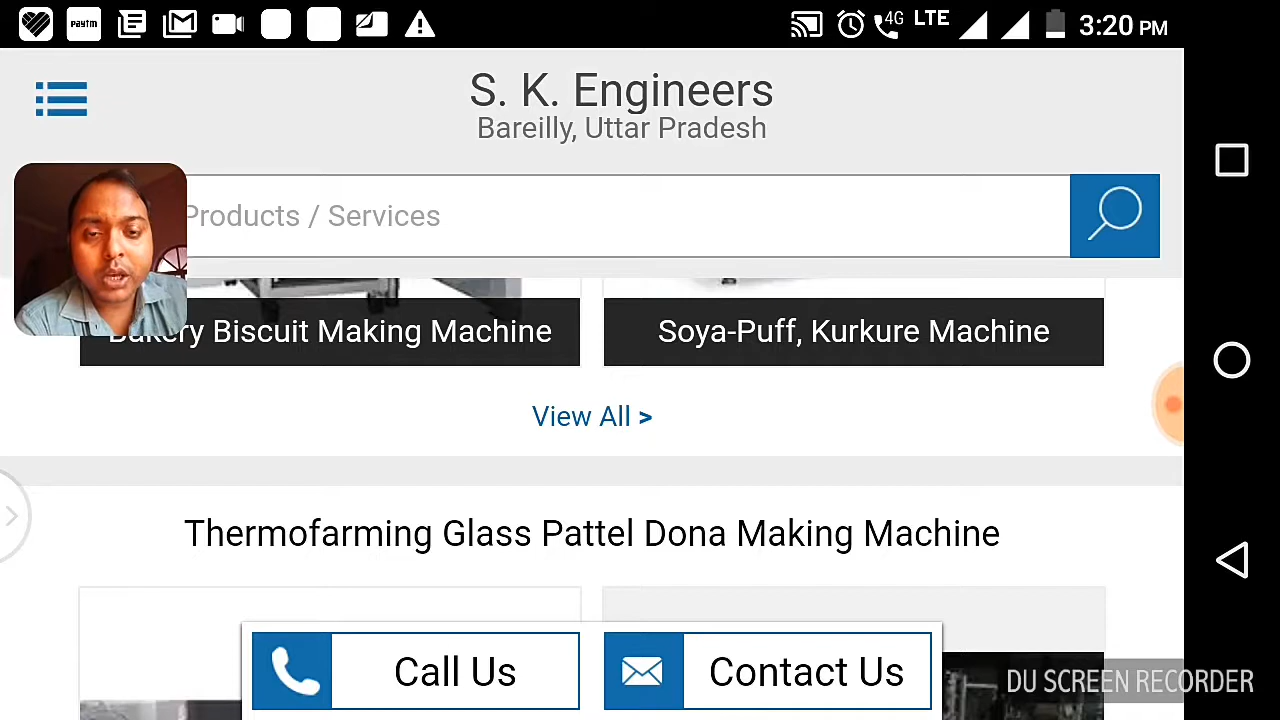 paytm
4G LTE 3:20 PM
S. K. Engineers
Bareilly, Uttar Pradesh
Products / Services
Bakery Biscuit Making Machine
Soya-Puff, Kurkure Machine
View All >
Thermofarming Glass Pattel Dona Making Machine
Call Us
Contact Us
DU SCREEN RECORDER